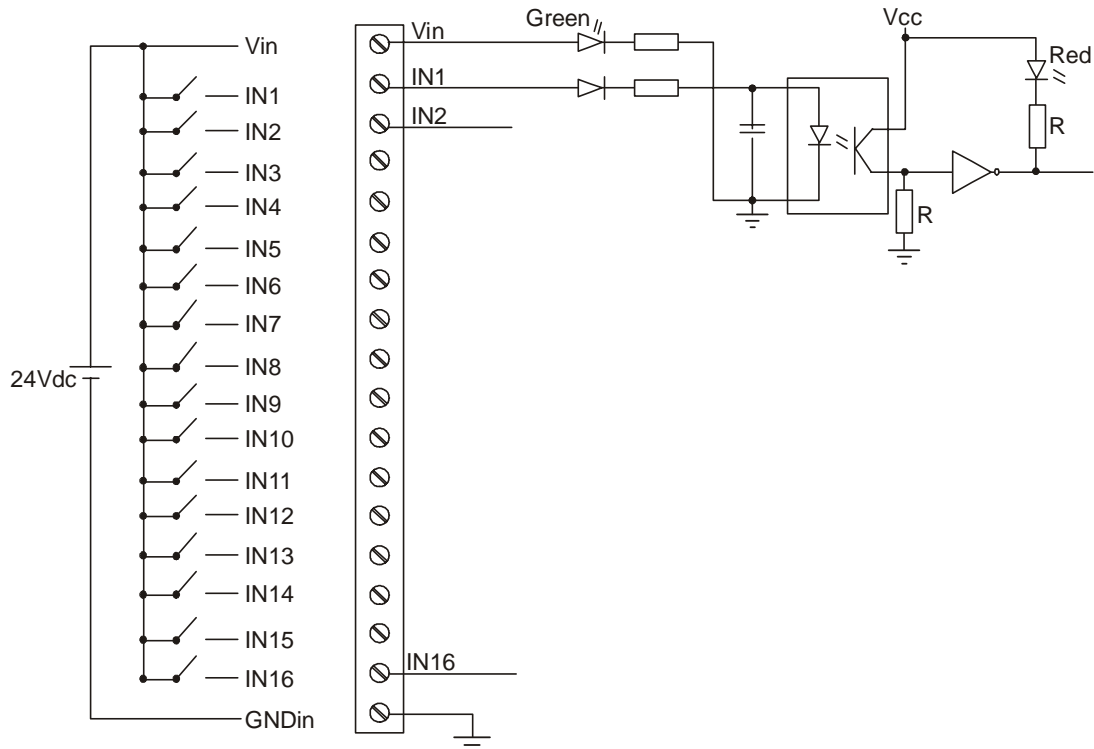 Vin
IN1
IN2
IN3
IN4
IN5
IN6
IN7
IN8
IN9
IN10
IN11
IN12
IN13
IN14
IN15
IN16
GNDin
24Vdc
Vin
IN1
IN2
IN16
Green
Vcc
Red
R
R